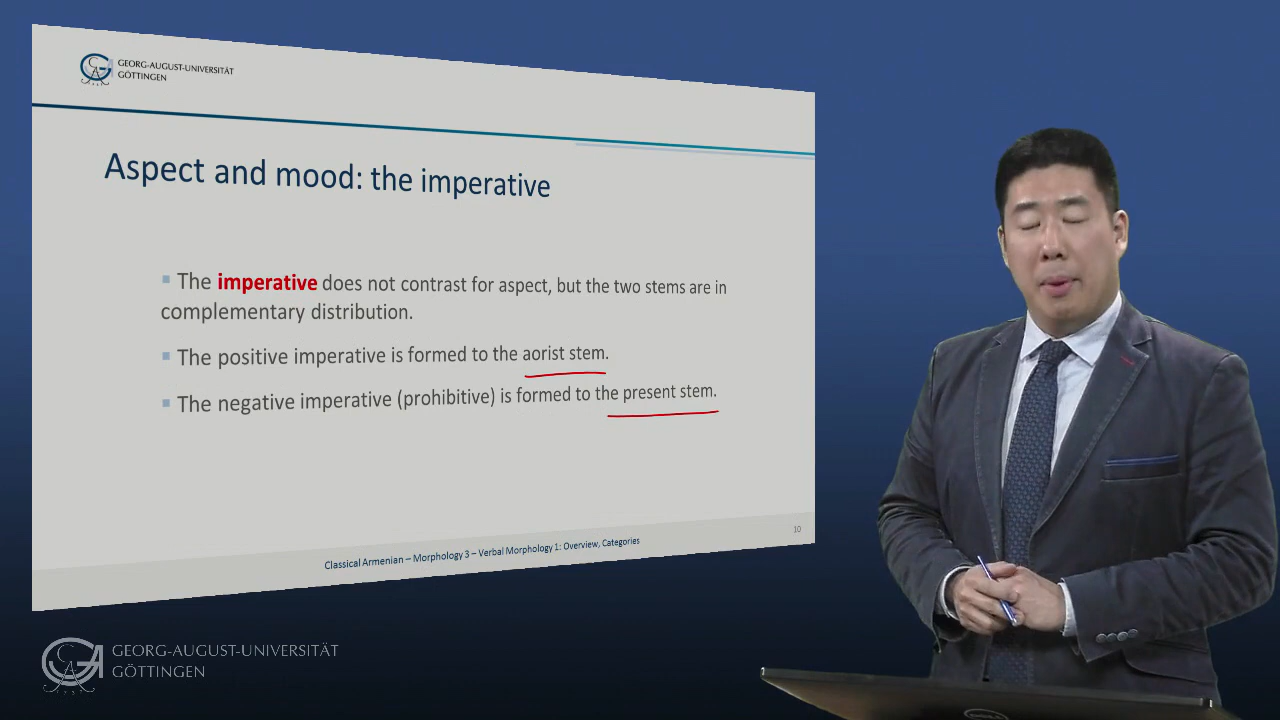 GEORG-AUGUST-UNIVERSITÄT
GÖTTINGEN
Aspect and mood: the imperative
The imperative does not contrast for aspect, but the two stems are in
complementary distribution.
The positive imperative is formed to the aorist stem.
The negative imperative (prohibitive) is formed to the present stem.
10
Classical Armenian – Morphology 3 – Verbal Morphology 1: Overview, Categories
GEORG-AUGUST-UNIVERSITÄT
GÖTTINGEN